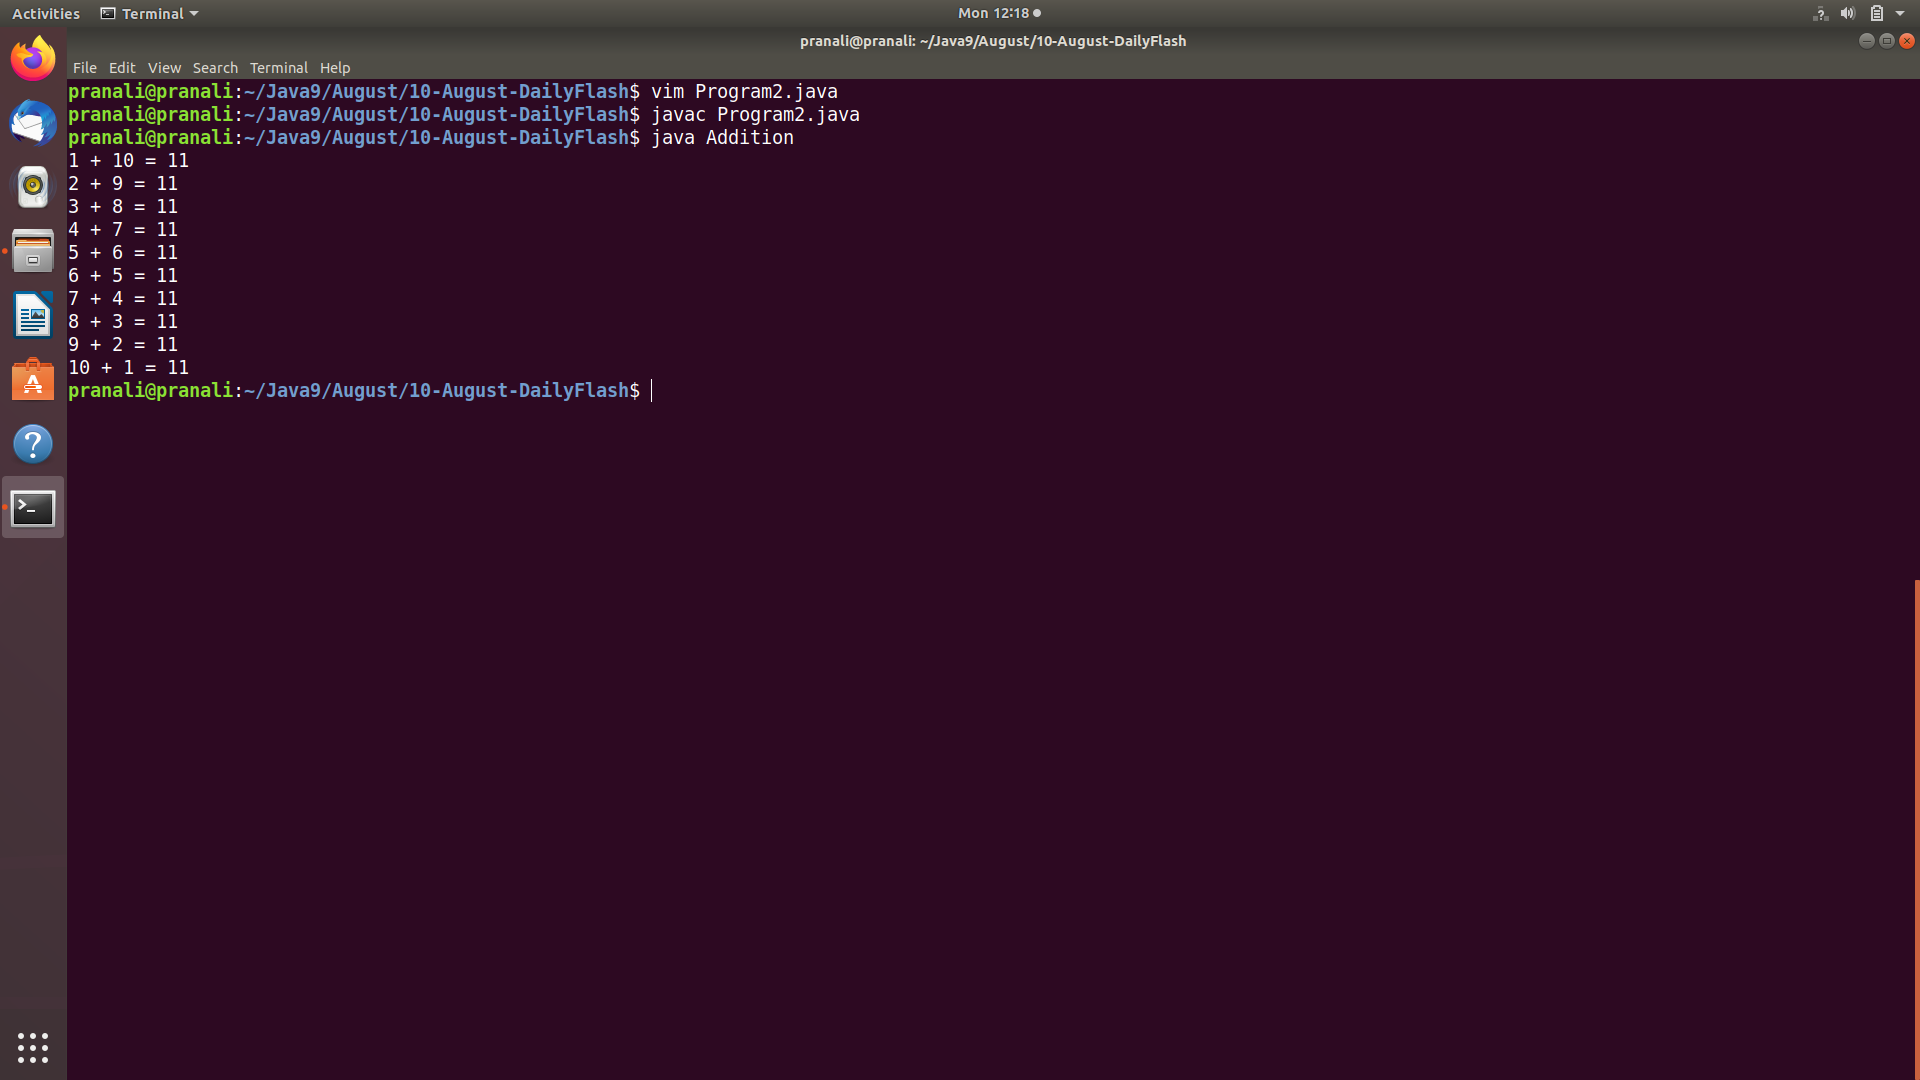 Activities Terminal Mon 12:18
pranali@pranali: ~/Java9/August/10-August-DailyFlash
File Edit View Search Terminal Help
pranali@pranali:~/Java9/August/10-August-DailyFlash$ vim Program2.java
pranali@pranali:~/Java9/August/10-August-DailyFlash$ javac Program2.java
pranali@pranali:~/Java9/August/10-August-DailyFlash$ java Addition
1 + 10 = 11
2 + 9 = 11
3 + 8 = 11
4 + 7 = 11
5 + 6 = 11
6 + 5 = 11
7 + 4 = 11
8 + 3 = 11
9 + 2 = 11
10 + 1 = 11
pranali@pranali:~/Java9/August/10-August-DailyFlash$